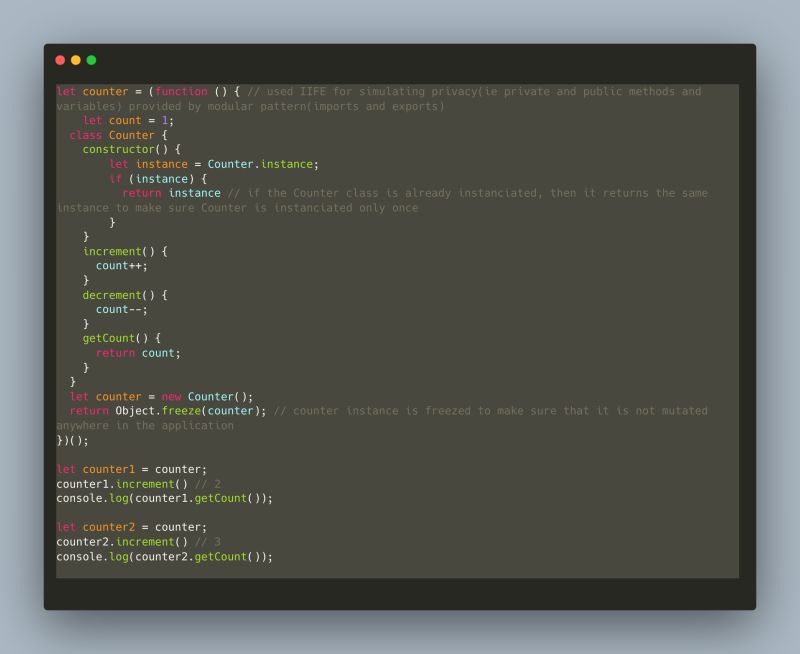 let counter = (function () { // used IIFE for simulating privacy(ie private and public methods and
variables) provided by modular pattern(imports and exports)
    let count = 1;
  class Counter {
    constructor() {
        let instance = Counter.instance;
        if (instance) {
          return instance // if the Counter class is already instanciated, then it returns the same
instance to make sure Counter is instanciated only once
        }
    }
    increment() {
      count++;
    }
    decrement() {
      count--;
    }
    getCount() {
      return count;
    }
  }
  let counter = new Counter();
  return Object.freeze(counter); // counter instance is freezed to make sure that it is not mutated
anywhere in the application
})();

let counter1 = counter;
counter1.increment() // 2
console.log(counter1.getCount());

let counter2 = counter;
counter2.increment() // 3
console.log(counter2.getCount());